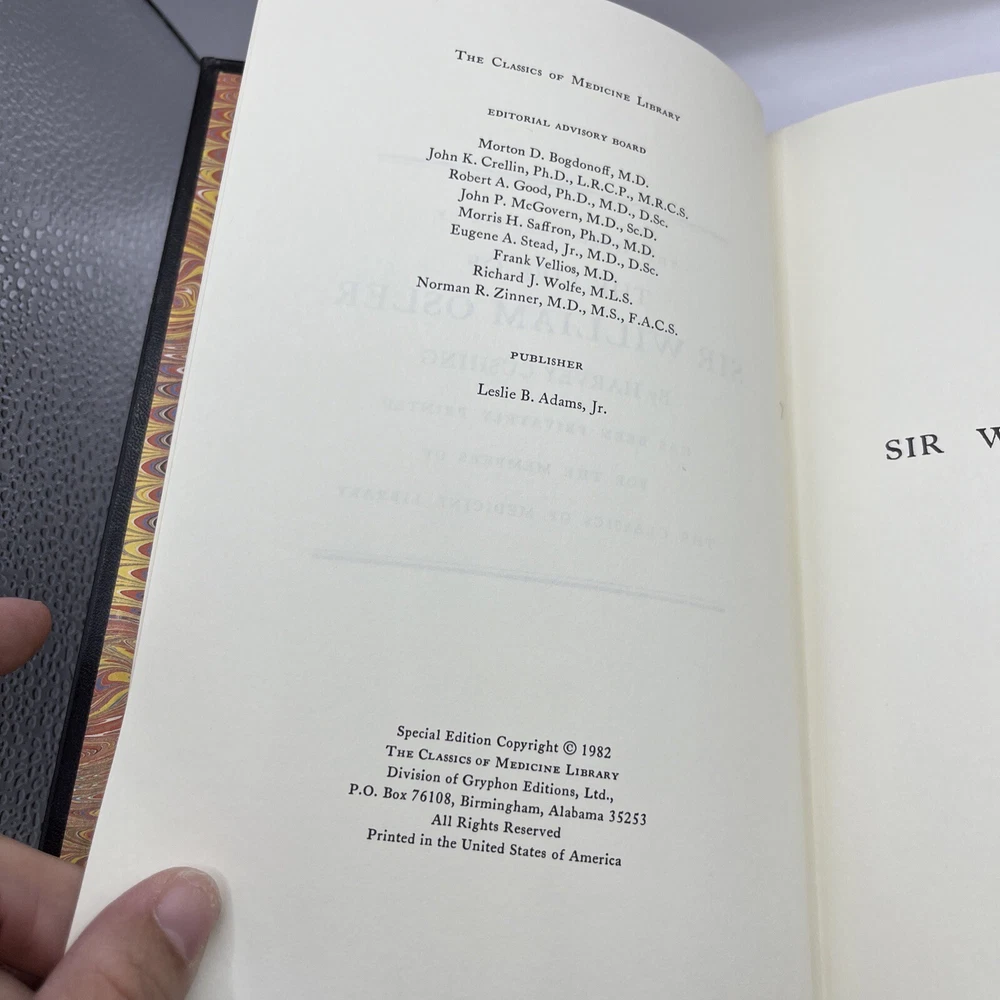 THE CLASSICS OF MEDICINE LIBRARY
EDITORIAL ADVISORY BOARD
Morton D. Bogdonoff, M.D.
John K. Crellin, Ph.D., L.R.C.P., M.R.C.S.
Robert A. Good, Ph.D., M.D., D.Sc.
John P. McGovern, M.D., Sc.D.
Morris H. Saffron, Ph.D., M.D.
Eugene A. Stead, Jr., M.D., D.Sc.
Frank Vellios, M.D.
Richard J. Wolfe, M.L.S.
Norman R. Zinner, M.D., M.S., F.A.C.S.
PUBLISHER
Leslie B. Adams, Jr.
Special Edition Copyright © 1982
THE CLASSICS OF MEDICINE LIBRARY
Division of Gryphon Editions, Ltd.,
P.O. Box 76108, Birmingham, Alabama 35253
All Rights Reserved
Printed in the United States of America
SIR W